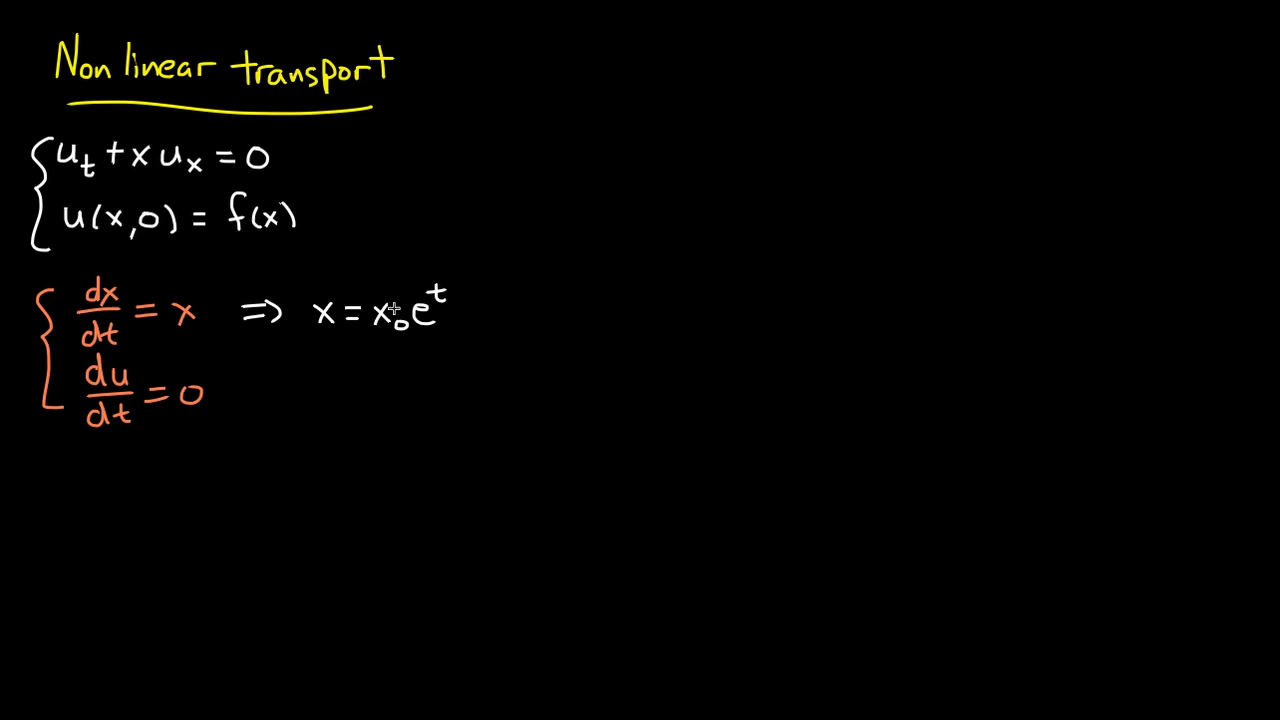 Non linear transport
u_t + x u_x = 0
u(x,0) = f(x)
dx/dt = x ⇒ x = x_0 e^t
du/dt = 0